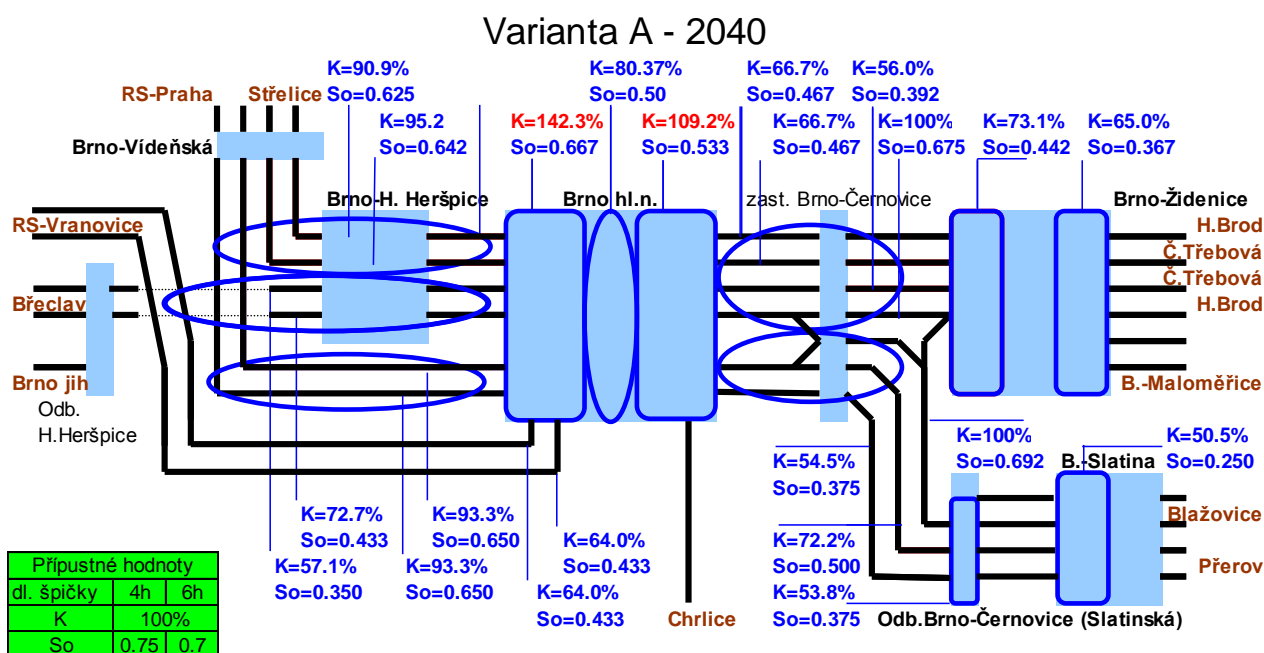 Varianta A - 2040
K=90.9%
So=0.625
K=80.37%
So=0.50
K=66.7%
So=0.467
K=56.0%
So=0.392
RS-Praha
Střelice
K=95.2
So=0.642
K=142.3%
So=0.667
K=109.2%
So=0.533
K=66.7%
So=0.467
K=100%
So=0.675
K=73.1%
So=0.442
K=65.0%
So=0.367
Brno-Vídeňská
Brno-H. Heršpice
Brno hl.n.
zast. Brno-Černovice
Brno-Židenice
RS-Vranovice
H.Brod
Č.Třebová
Č.Třebová
Břeclav
H.Brod
Brno jih
B.-Maloměřice
Odb.
H.Heršpice
K=100%
So=0.692
K=50.5%
So=0.250
K=54.5%
So=0.375
B.-Slatina
K=72.7%
So=0.433
K=93.3%
So=0.650
Blažovice
K=64.0%
So=0.433
K=72.2%
So=0.500
K=57.1%
So=0.350
K=93.3%
So=0.650
Přerov
K=64.0%
So=0.433
K=53.8%
So=0.375
Chrlice
Odb.Brno-Černovice (Slatinská)
Přípustné hodnoty
dl. špičky 4h 6h
K 100%
So 0.75 0.7